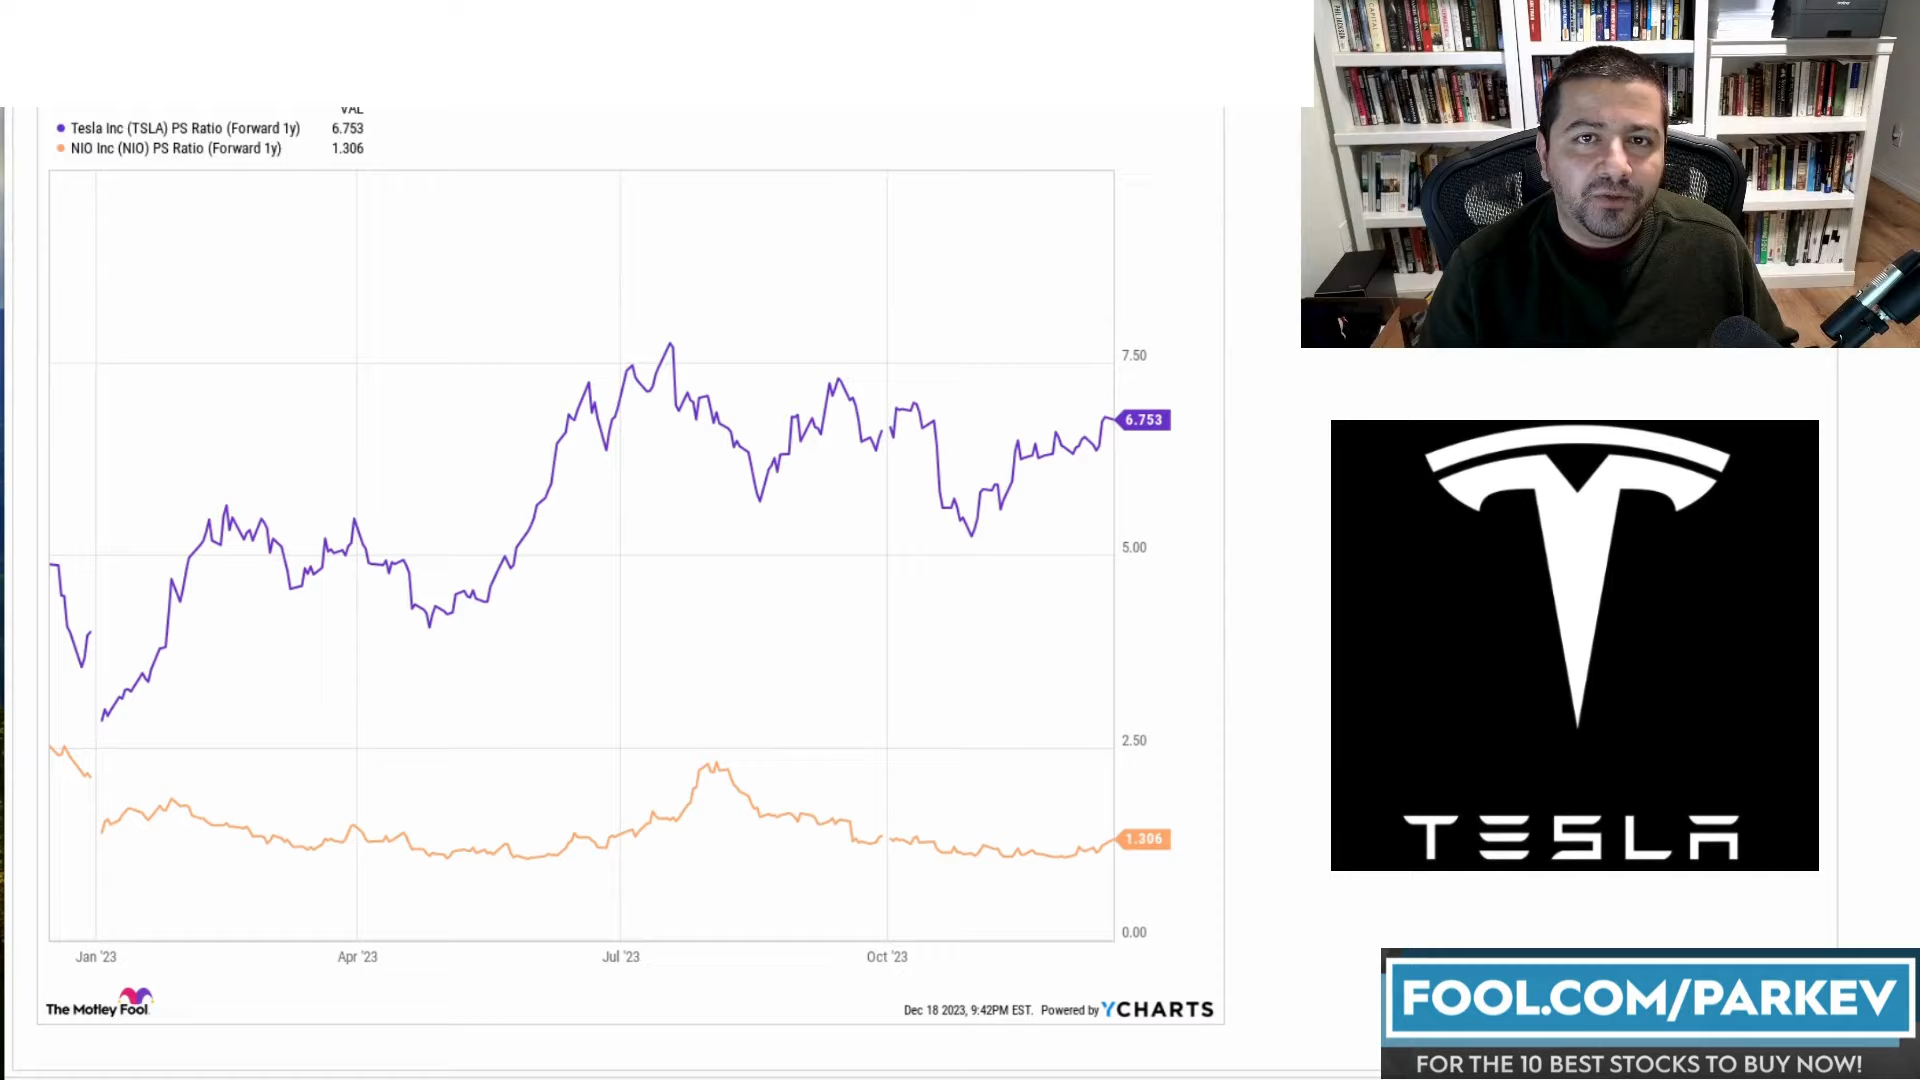 VAL
Tesla Inc (TSLA) PS Ratio (Forward 1y) 6.753
NIO Inc (NIO) PS Ratio (Forward 1y) 1.306
7.50
6.753
5.00
2.50
1.306
0.00
Jan '23 Apr '23 Jul '23 Oct '23
The Motley Fool
Dec 18 2023, 9:42PM EST. Powered by YCHARTS
TESLA
FOOL.COM/PARKEV
FOR THE 10 BEST STOCKS TO BUY NOW!